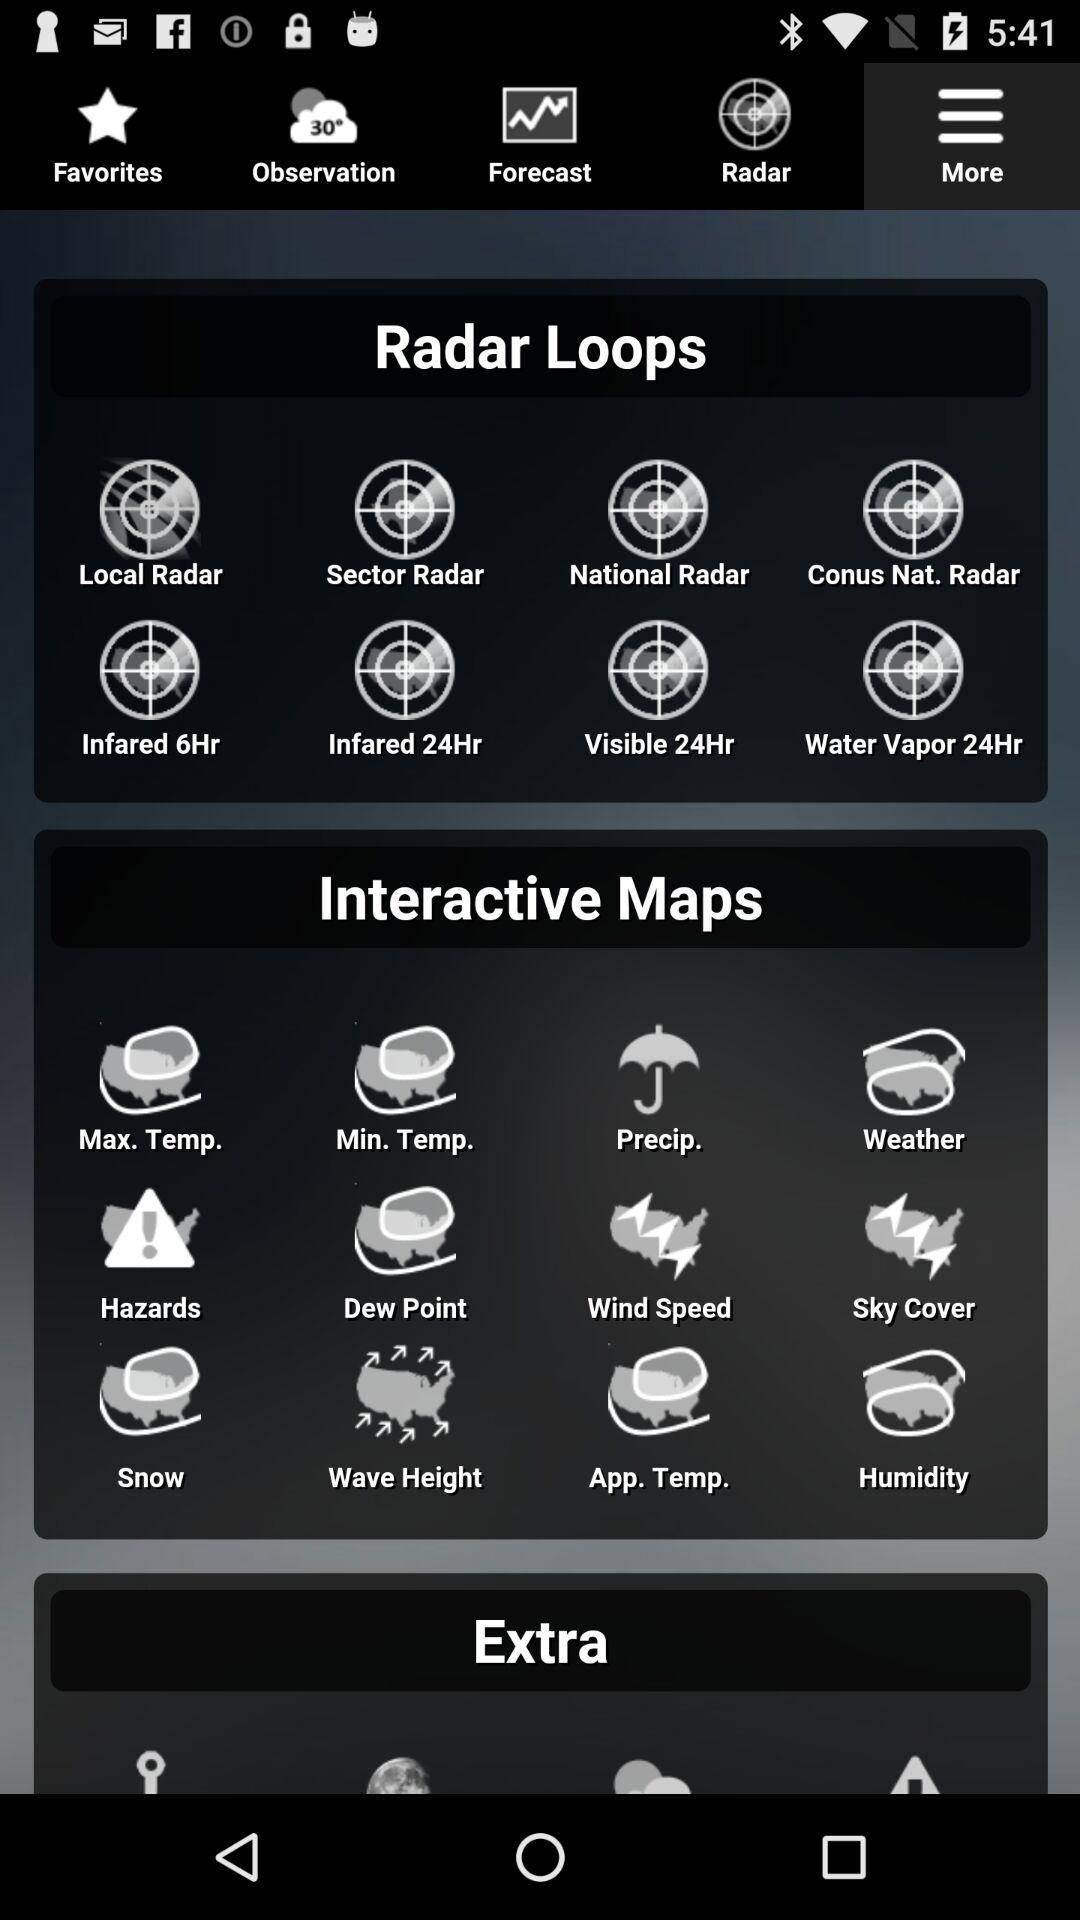 5:41
30°
Favorites Observation Forecast Radar More
Radar Loops
Local Radar Sector Radar National Radar Conus Nat. Radar
Infared 6Hr Infared 24Hr Visible 24Hr Water Vapor 24Hr
Interactive Maps
Max. Temp. Min. Temp. Precip. Weather
Hazards Dew Point Wind Speed Sky Cover
Snow Wave Height App. Temp. Humidity
Extra